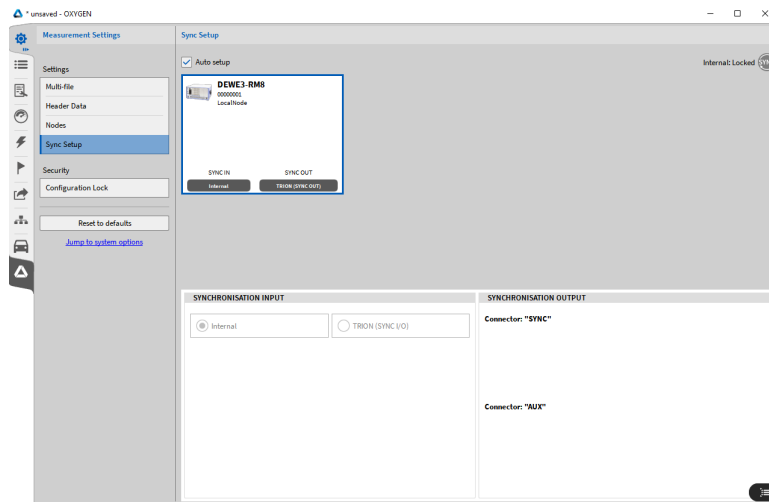 * unsaved - OXYGEN
Measurement Settings
Sync Setup
Settings
Multi-file
Header Data
Nodes
Sync Setup
Security
Configuration Lock
Reset to defaults
Jump to system options
Auto setup
Internal: Locked
SYNC
DEWE3-RM8
00000001
LocalNode
SYNC IN
SYNC OUT
Internal
TRION (SYNC OUT)
SYNCHRONISATION INPUT
Internal
TRION (SYNC I/O)
SYNCHRONISATION OUTPUT
Connector: "SYNC"
Connector: "AUX"